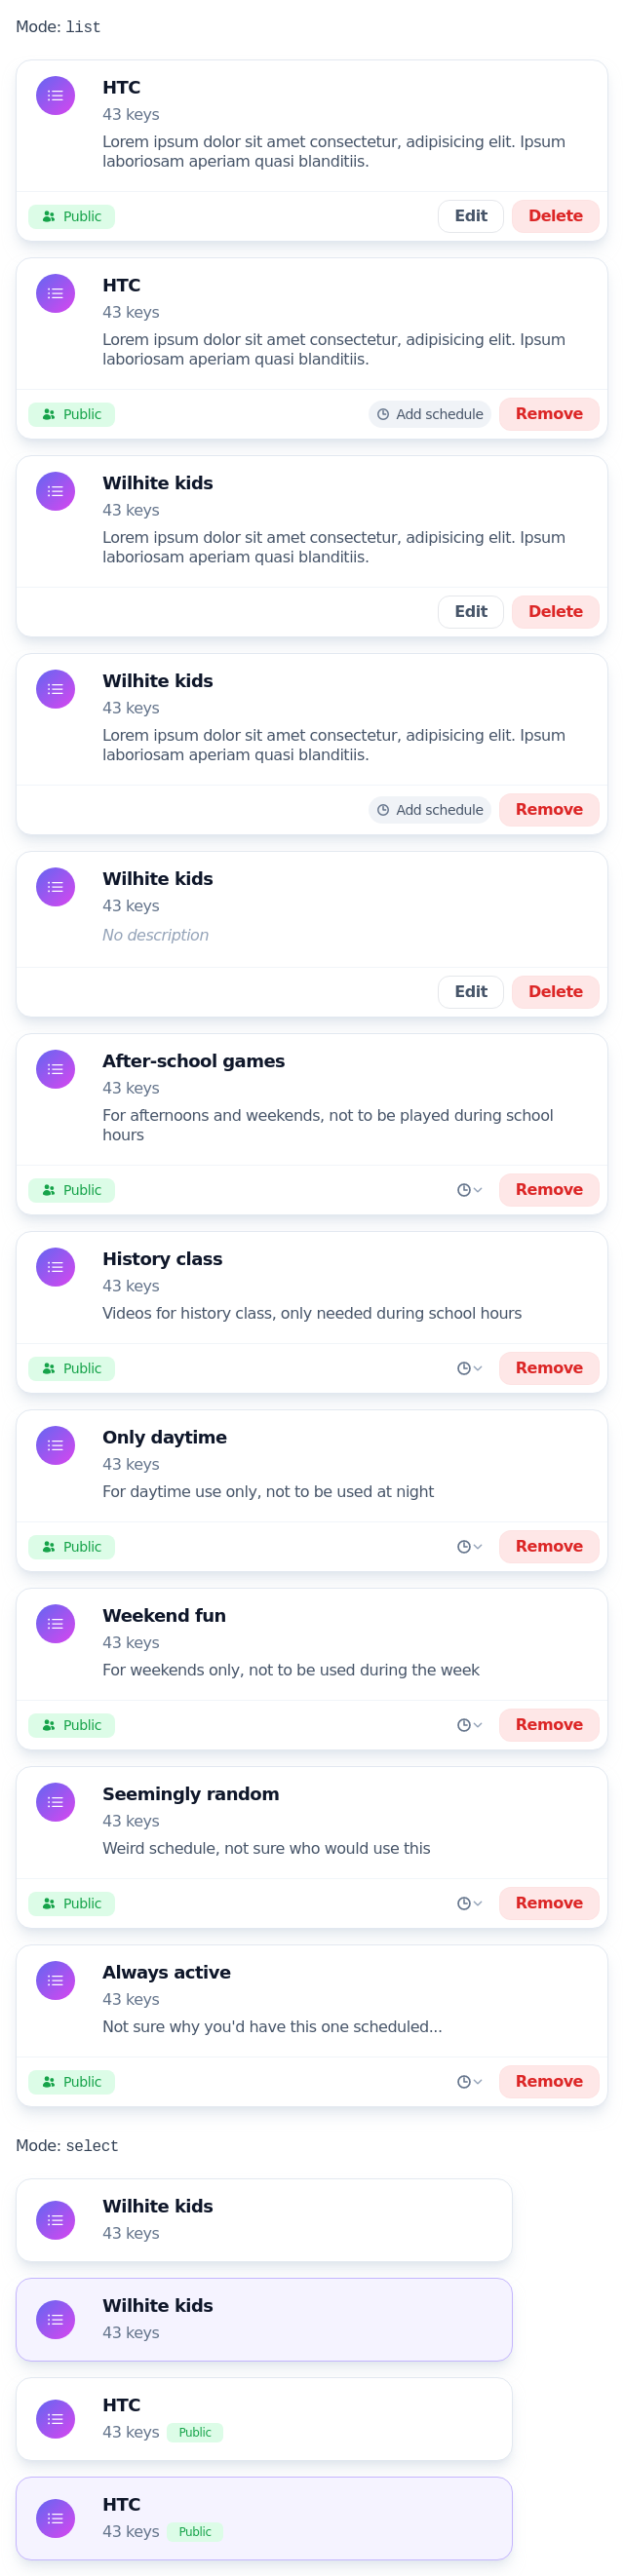 Mode: list
HTC
43 keys
Lorem ipsum dolor sit amet consectetur, adipisicing elit. Ipsum
laboriosam aperiam quasi blanditiis.
Public Edit Delete
HTC
43 keys
Lorem ipsum dolor sit amet consectetur, adipisicing elit. Ipsum
laboriosam aperiam quasi blanditiis.
Public Add schedule Remove
Wilhite kids
43 keys
Lorem ipsum dolor sit amet consectetur, adipisicing elit. Ipsum
laboriosam aperiam quasi blanditiis.
Edit Delete
Wilhite kids
43 keys
Lorem ipsum dolor sit amet consectetur, adipisicing elit. Ipsum
laboriosam aperiam quasi blanditiis.
Add schedule Remove
Wilhite kids
43 keys
No description
Edit Delete
After-school games
43 keys
For afternoons and weekends, not to be played during school
hours
Public Remove
History class
43 keys
Videos for history class, only needed during school hours
Public Remove
Only daytime
43 keys
For daytime use only, not to be used at night
Public Remove
Weekend fun
43 keys
For weekends only, not to be used during the week
Public Remove
Seemingly random
43 keys
Weird schedule, not sure who would use this
Public Remove
Always active
43 keys
Not sure why you'd have this one scheduled...
Public Remove
Mode: select
Wilhite kids
43 keys
Wilhite kids
43 keys
HTC
43 keys Public
HTC
43 keys Public